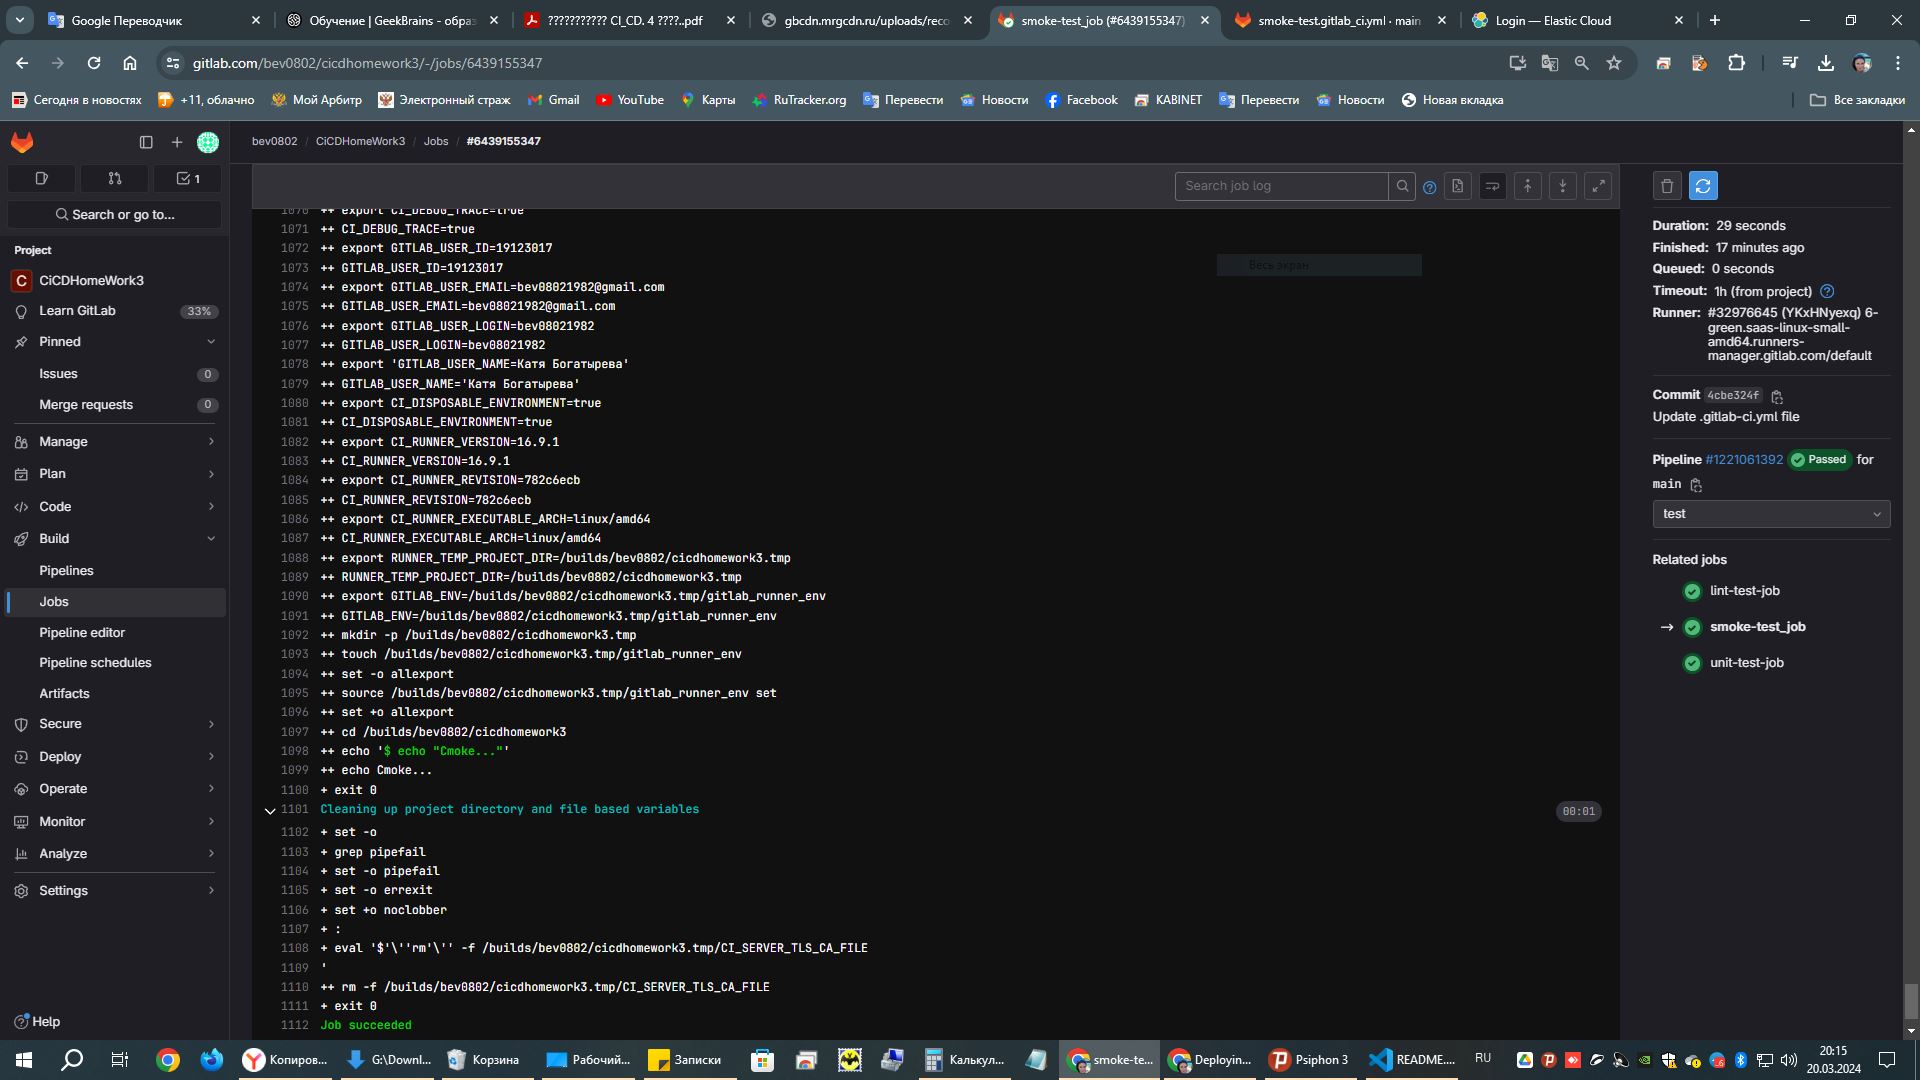 Google Переводчик
Обучение | GeekBrains - образ
??????????? CI_CD. 4 ????..pdf
gbcdn.mrgcdn.ru/uploads/reco
smoke-test_job (#6439155347)
smoke-test.gitlab_ci.yml · main
Login — Elastic Cloud
gitlab.com/bev0802/cicdhomework3/-/jobs/6439155347
Сегодня в новостях
+11, облачно
Мой Арбитр
Электронный страж
Gmail
YouTube
Карты
RuTracker.org
Перевести
Новости
Facebook
KABINET
Перевести
Новости
Новая вкладка
Все закладки
bev0802 / CiCDHomeWork3 / Jobs / #6439155347
1
Search or go to...
Project
C CiCDHomeWork3
Learn GitLab 33%
Pinned
Issues 0
Merge requests 0
Manage
Plan
Code
Build
Pipelines
Jobs
Pipeline editor
Pipeline schedules
Artifacts
Secure
Deploy
Operate
Monitor
Analyze
Settings
Help
Search job log
Весь экран
1070 ++ export CI_DEBUG_TRACE=true
1071 ++ CI_DEBUG_TRACE=true
1072 ++ export GITLAB_USER_ID=19123017
1073 ++ GITLAB_USER_ID=19123017
1074 ++ export GITLAB_USER_EMAIL=bev08021982@gmail.com
1075 ++ GITLAB_USER_EMAIL=bev08021982@gmail.com
1076 ++ export GITLAB_USER_LOGIN=bev08021982
1077 ++ GITLAB_USER_LOGIN=bev08021982
1078 ++ export 'GITLAB_USER_NAME=Катя Богатырева'
1079 ++ GITLAB_USER_NAME='Катя Богатырева'
1080 ++ export CI_DISPOSABLE_ENVIRONMENT=true
1081 ++ CI_DISPOSABLE_ENVIRONMENT=true
1082 ++ export CI_RUNNER_VERSION=16.9.1
1083 ++ CI_RUNNER_VERSION=16.9.1
1084 ++ export CI_RUNNER_REVISION=782c6ecb
1085 ++ CI_RUNNER_REVISION=782c6ecb
1086 ++ export CI_RUNNER_EXECUTABLE_ARCH=linux/amd64
1087 ++ CI_RUNNER_EXECUTABLE_ARCH=linux/amd64
1088 ++ export RUNNER_TEMP_PROJECT_DIR=/builds/bev0802/cicdhomework3.tmp
1089 ++ RUNNER_TEMP_PROJECT_DIR=/builds/bev0802/cicdhomework3.tmp
1090 ++ export GITLAB_ENV=/builds/bev0802/cicdhomework3.tmp/gitlab_runner_env
1091 ++ GITLAB_ENV=/builds/bev0802/cicdhomework3.tmp/gitlab_runner_env
1092 ++ mkdir -p /builds/bev0802/cicdhomework3.tmp
1093 ++ touch /builds/bev0802/cicdhomework3.tmp/gitlab_runner_env
1094 ++ set -o allexport
1095 ++ source /builds/bev0802/cicdhomework3.tmp/gitlab_runner_env set
1096 ++ set +o allexport
1097 ++ cd /builds/bev0802/cicdhomework3
1098 ++ echo '$ echo "Cmoke..."'
1099 ++ echo Cmoke...
1100 + exit 0
1101 Cleaning up project directory and file based variables 00:01
1102 + set -o
1103 + grep pipefail
1104 + set -o pipefail
1105 + set -o errexit
1106 + set +o noclobber
1107 + :
1108 + eval '$'\''rm'\'' -f /builds/bev0802/cicdhomework3.tmp/CI_SERVER_TLS_CA_FILE
1109 '
1110 ++ rm -f /builds/bev0802/cicdhomework3.tmp/CI_SERVER_TLS_CA_FILE
1111 + exit 0
1112 Job succeeded
Duration: 29 seconds
Finished: 17 minutes ago
Queued: 0 seconds
Timeout: 1h (from project)
Runner: #32976645 (YKxHNyexq) 6-
green.saas-linux-small-
amd64.runners-
manager.gitlab.com/default
Commit 4cbe324f
Update .gitlab-ci.yml file
Pipeline #1221061392 Passed for
main
test
Related jobs
lint-test-job
→ smoke-test_job
unit-test-job
Копиров...
G:\Downl...
Корзина
Рабочий...
Записки
Калькул...
smoke-te...
Deployin...
Psiphon 3
README....
RU
20:15
20.03.2024